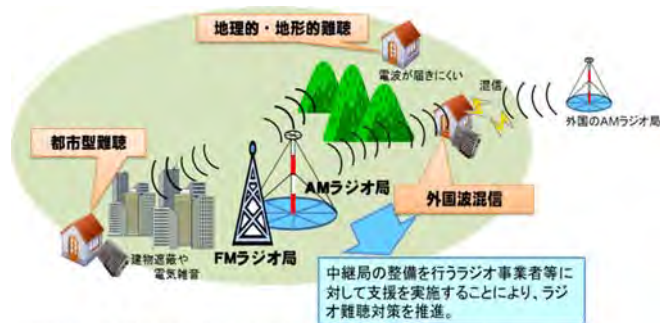 地理的・地形的難聴
電波が届きにくい
混信
外国のAMラジオ局
都市型難聴
AMラジオ局
外国波混信
建物遮蔽や
電気雑音
FMラジオ局
中継局の整備を行うラジオ事業者等に
対して支援を実施することにより、ラジ
オ難聴対策を推進。